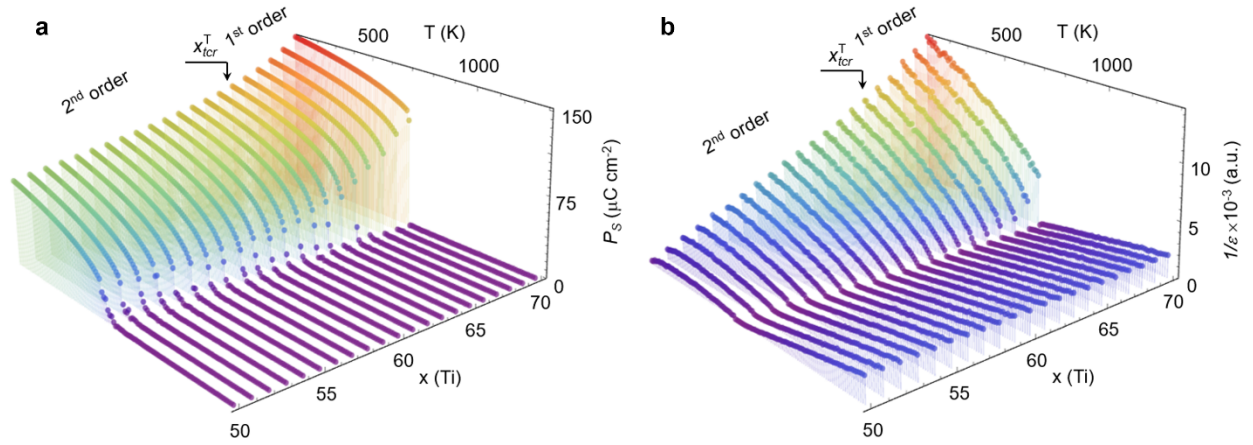 a
x_tcr^T 1st order
2nd order
T (K)
500
1000
150
75
0
P_S (μC cm⁻²)
50
55
60
65
70
x (Ti)
b
x_tcr^T 1st order
2nd order
T (K)
500
1000
10
5
0
1/ε×10⁻³ (a.u.)
50
55
60
65
70
x (Ti)